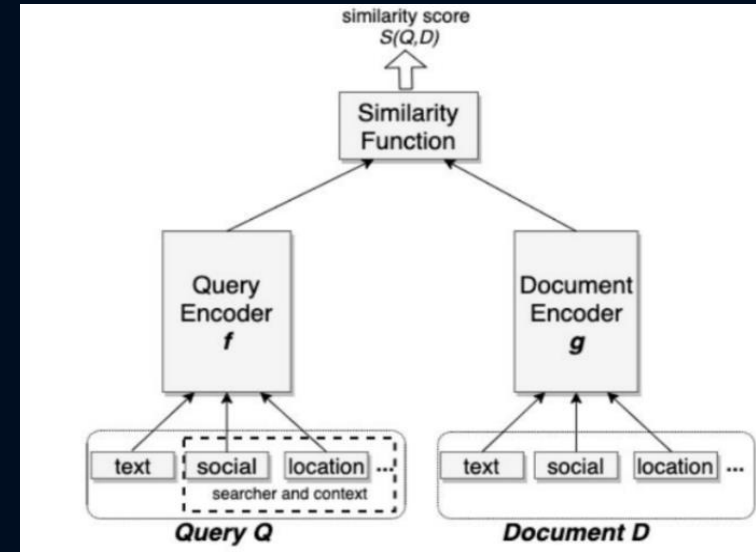 similarity score
S(Q,D)
Similarity
Function
Query
Encoder
f
Document
Encoder
g
text social location ...
searcher and context
text social location ...
Query Q
Document D